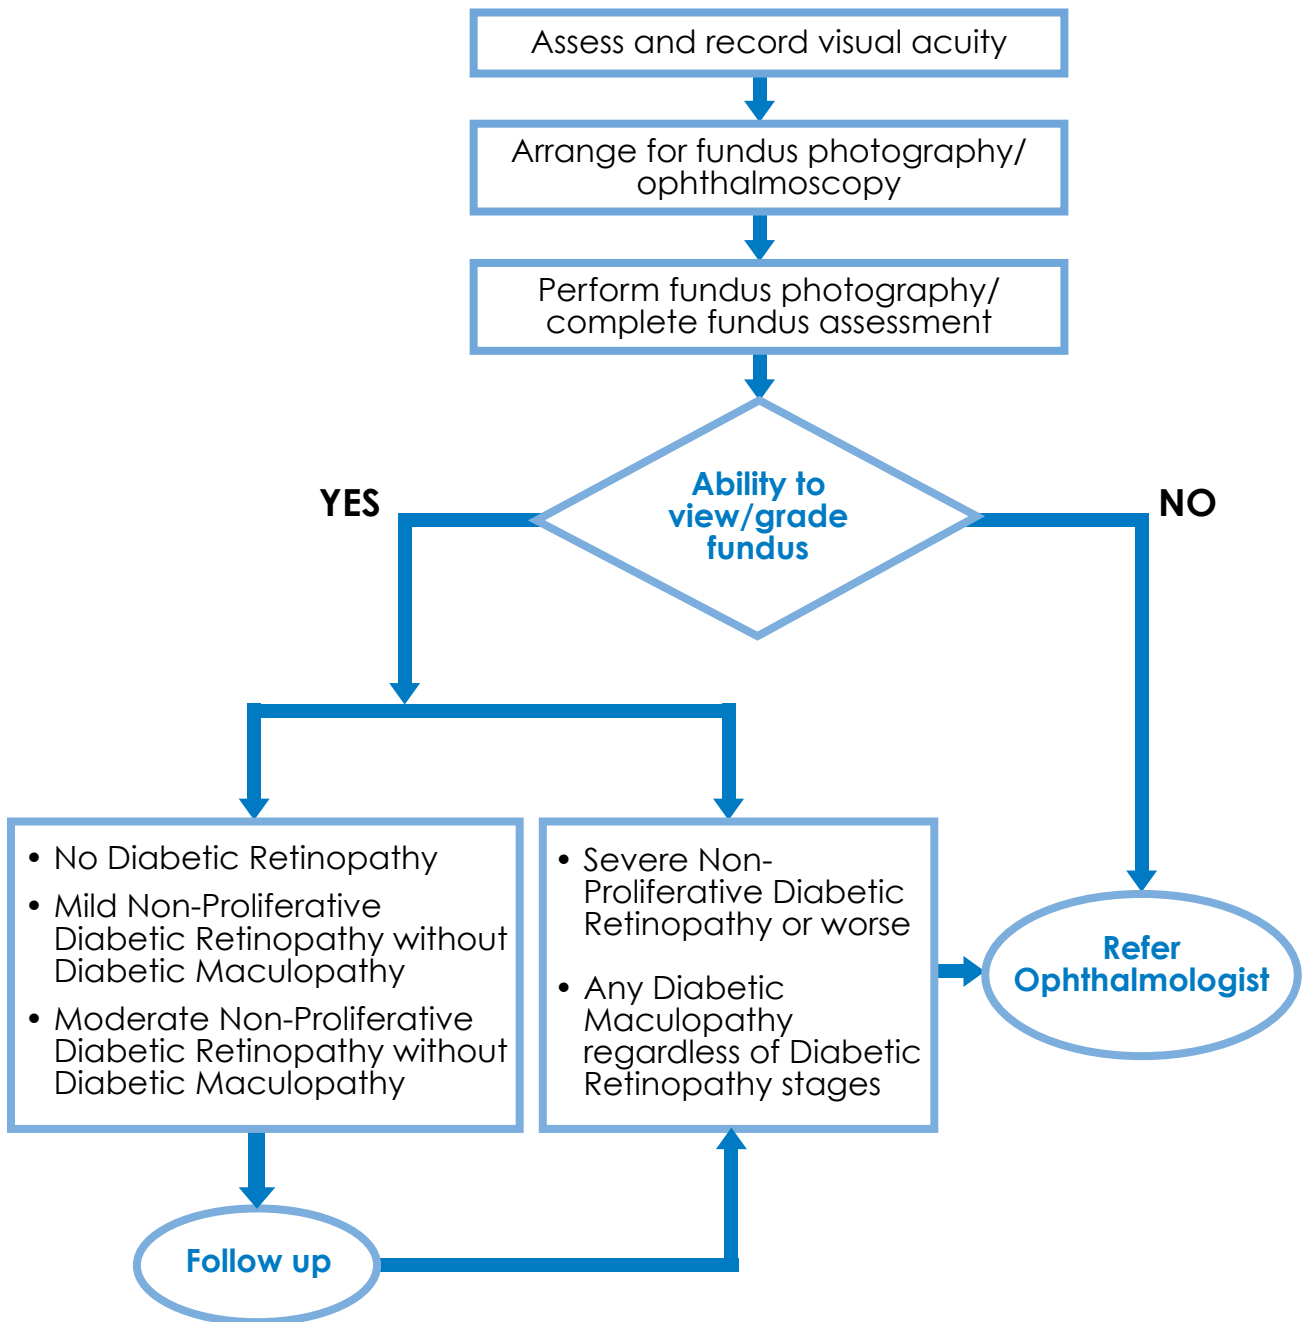 Assess and record visual acuity
Arrange for fundus photography/
ophthalmoscopy
Perform fundus photography/
complete fundus assessment
Ability to
view/grade
fundus
YES
NO
• No Diabetic Retinopathy
• Mild Non-Proliferative
Diabetic Retinopathy without
Diabetic Maculopathy
• Moderate Non-Proliferative
Diabetic Retinopathy without
Diabetic Maculopathy
• Severe Non-
Proliferative Diabetic
Retinopathy or worse
• Any Diabetic
Maculopathy
regardless of Diabetic
Retinopathy stages
Refer
Ophthalmologist
Follow up